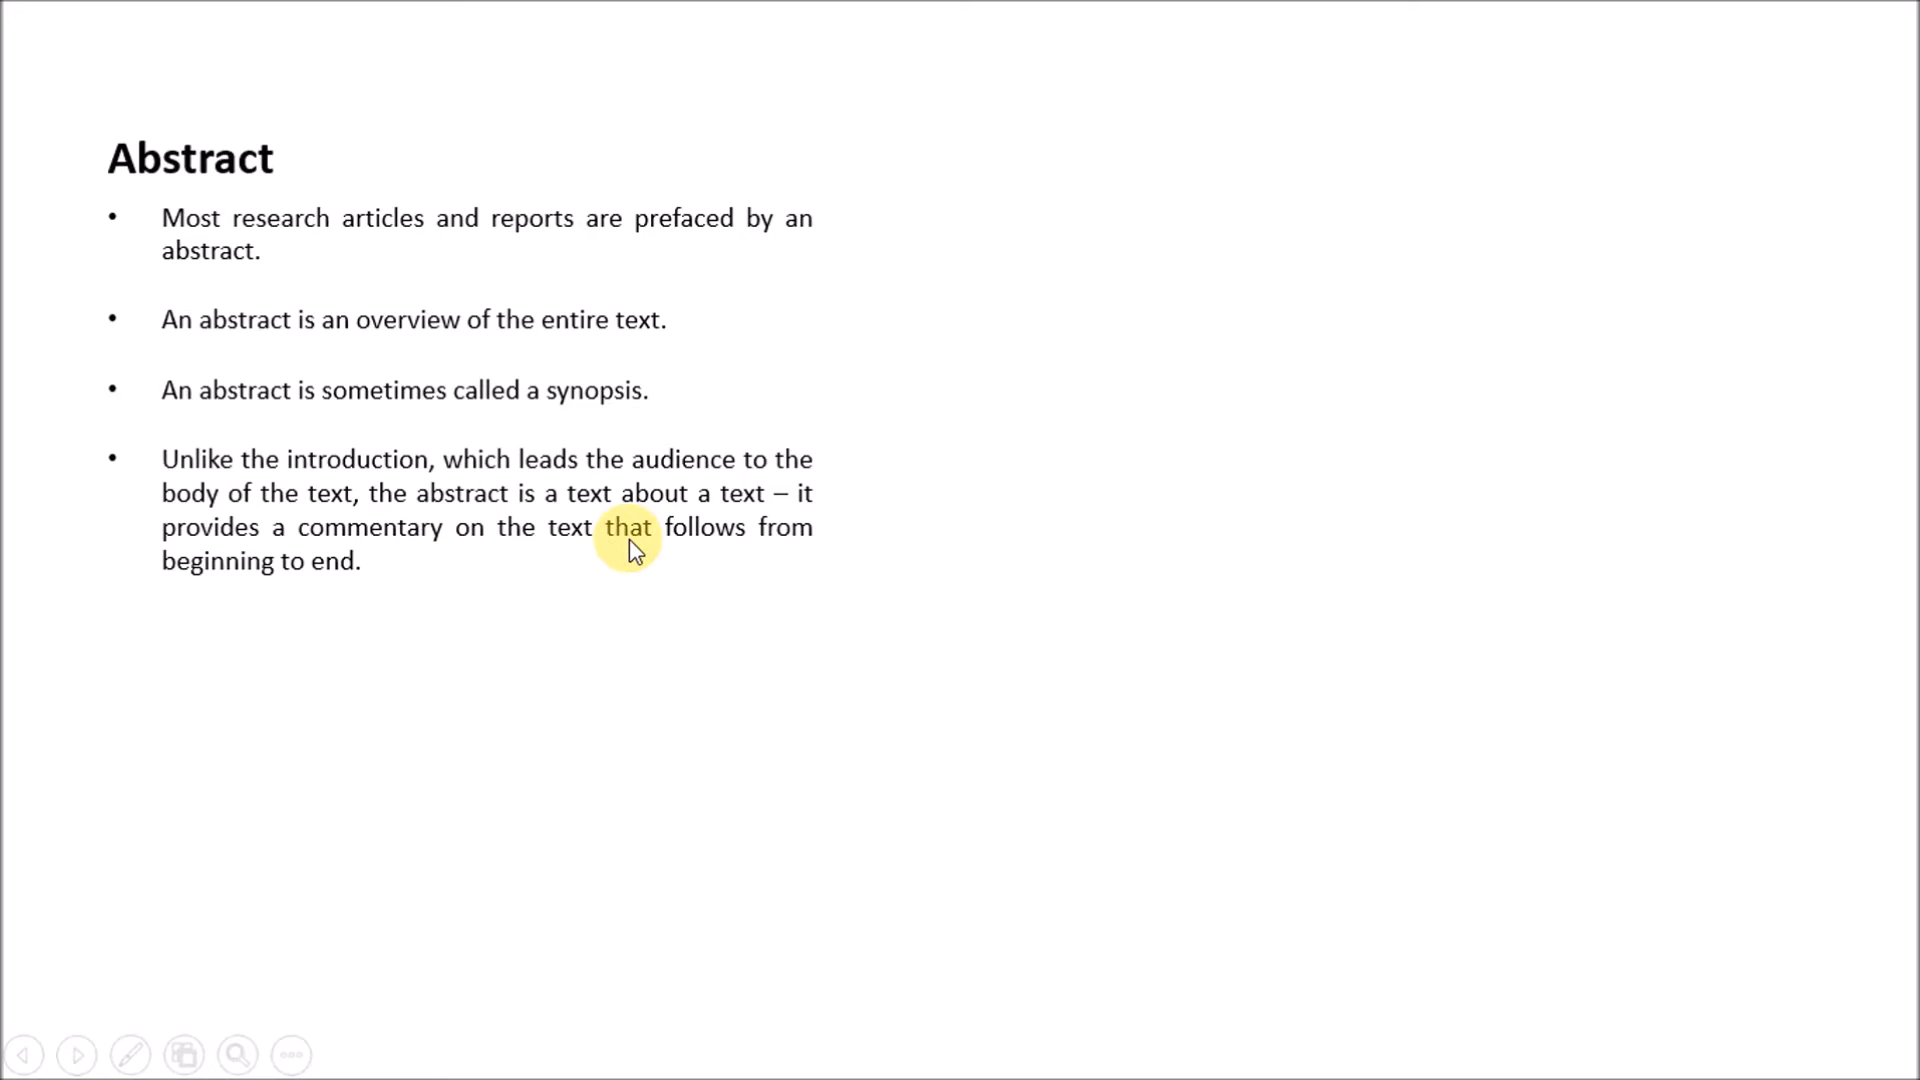 Abstract
• Most research articles and reports are prefaced by an
abstract.
• An abstract is an overview of the entire text.
• An abstract is sometimes called a synopsis.
• Unlike the introduction, which leads the audience to the
body of the text, the abstract is a text about a text – it
provides a commentary on the text that follows from
beginning to end.